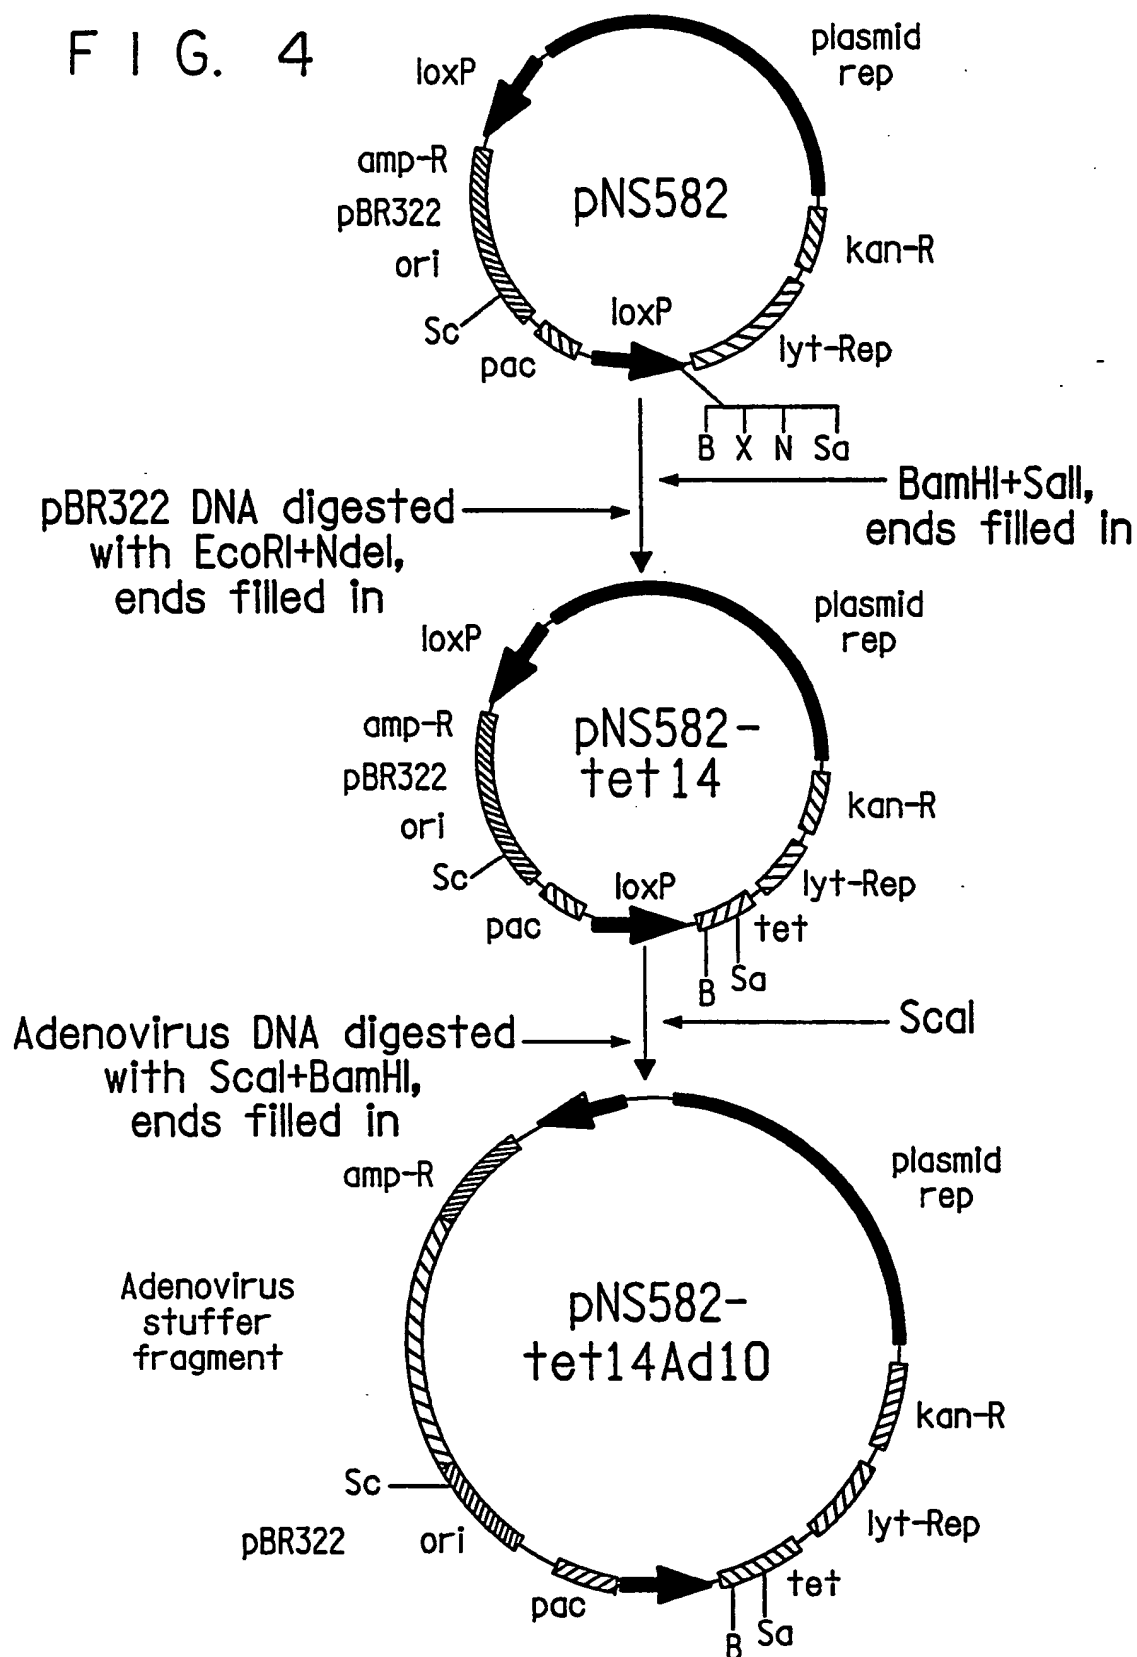 FIG. 4
plasmid
rep
loxP
amp-R
pBR322
ori
pNS582
kan-R
Sc
loxP
lyt-Rep
pac
B X N Sa
BamHI+SalI,
ends filled in
pBR322 DNA digested
with EcoRI+NdeI,
ends filled in
plasmid
rep
loxP
amp-R
pBR322
ori
pNS582-
tet14
kan-R
Sc
loxP
lyt-Rep
pac
tet
B
Sa
ScaI
Adenovirus DNA digested
with ScaI+BamHI,
ends filled in
amp-R
plasmid
rep
Adenovirus
stuffer
fragment
pNS582-
tet14Ad10
kan-R
Sc
pBR322
ori
lyt-Rep
pac
tet
B
Sa